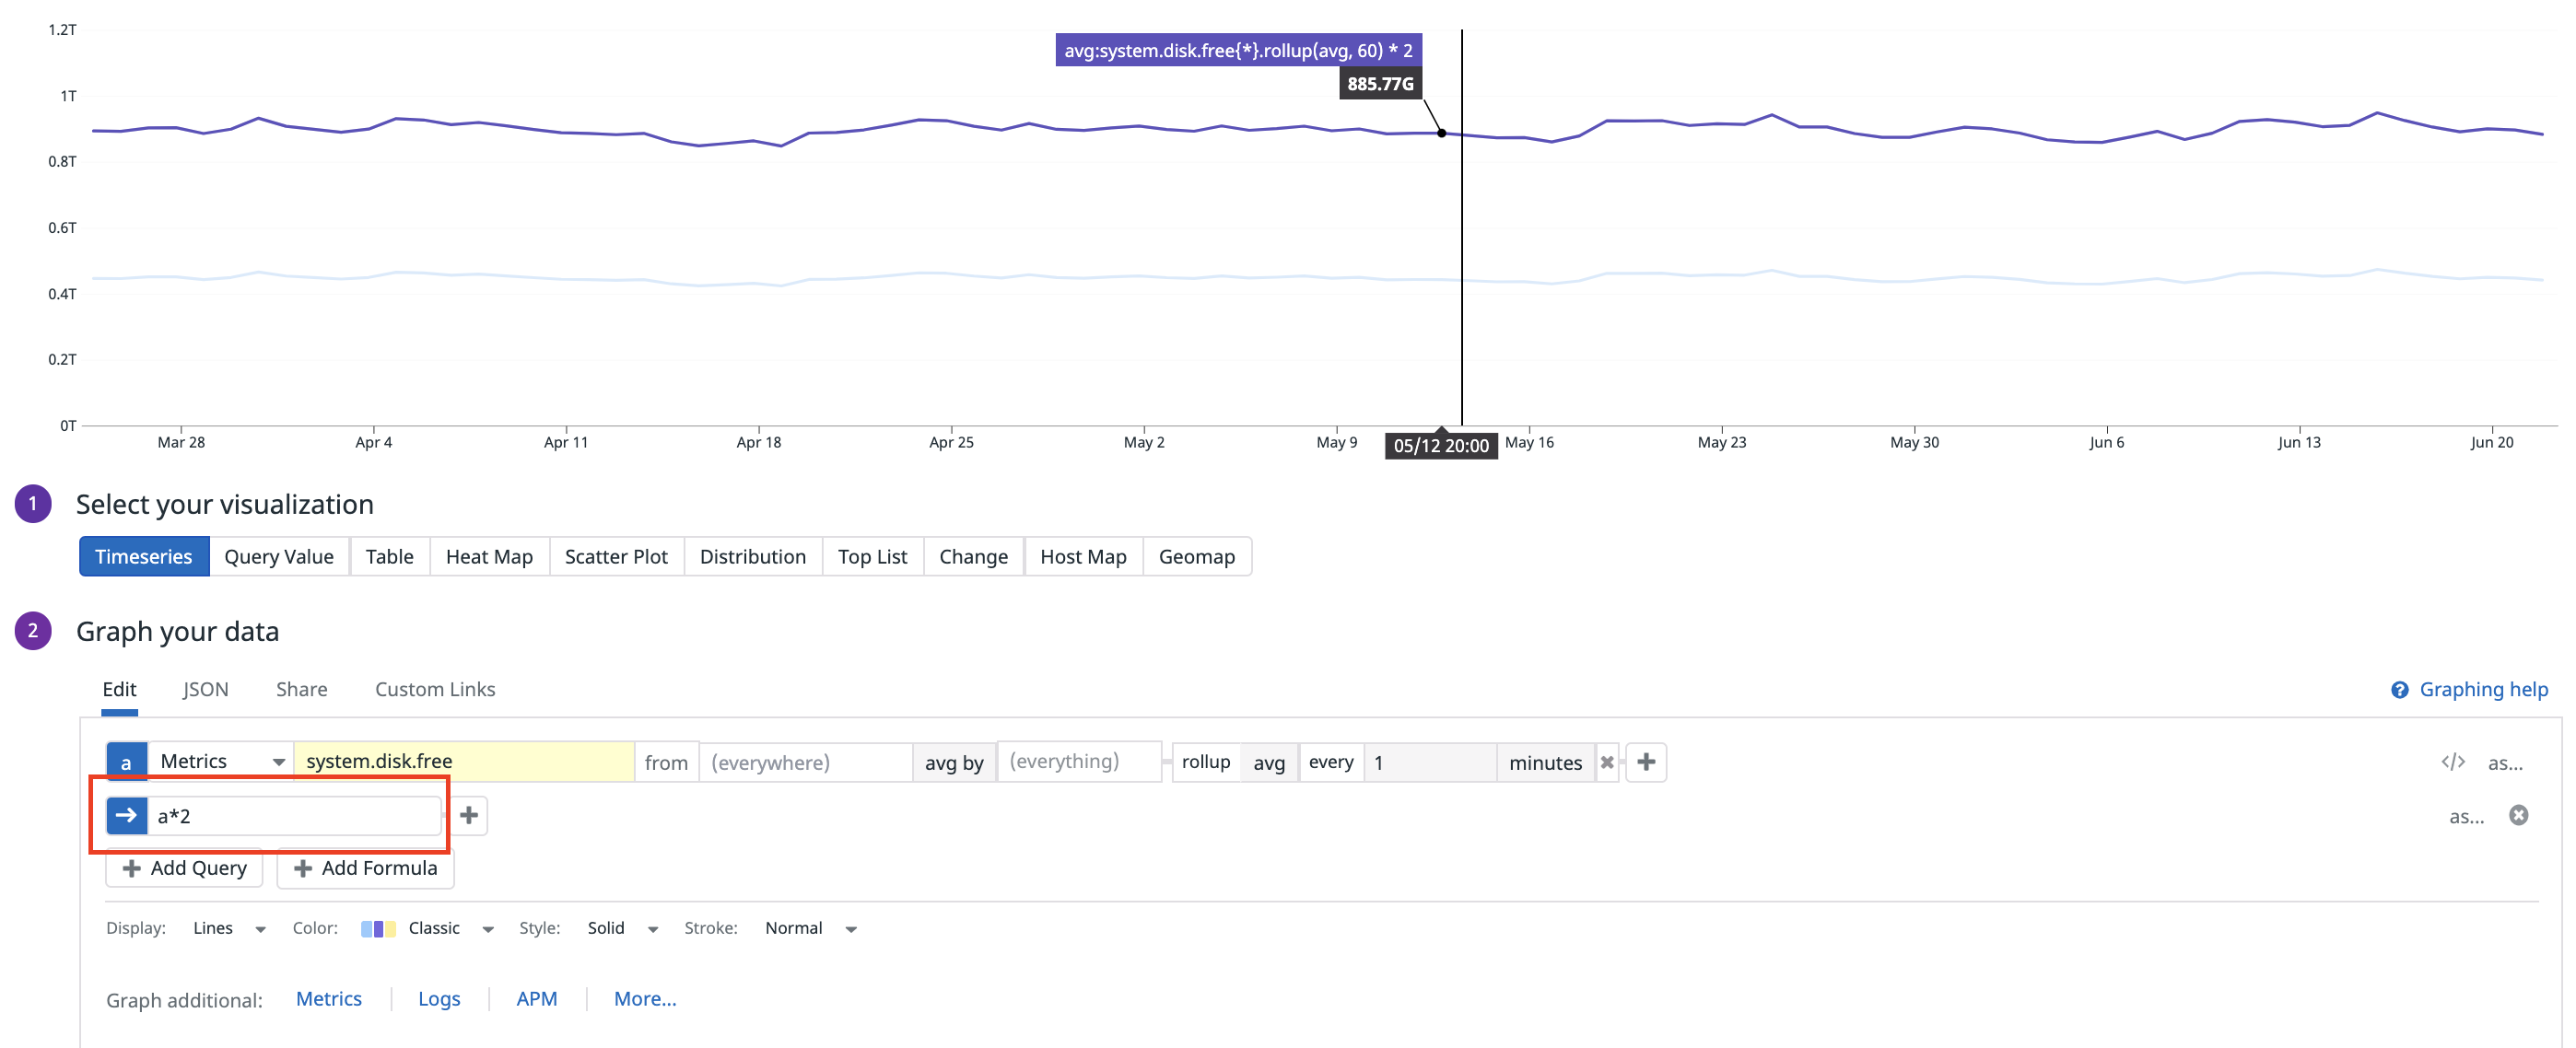 1.2T
avg:system.disk.free{*}.rollup(avg, 60) * 2
885.77G
1T
0.8T
0.6T
0.4T
0.2T
0T
Mar 28 Apr 4 Apr 11 Apr 18 Apr 25 May 2 May 9 05/12 20:00 May 16 May 23 May 30 Jun 6 Jun 13 Jun 20
1 Select your visualization
Timeseries Query Value Table Heat Map Scatter Plot Distribution Top List Change Host Map Geomap
2 Graph your data
Edit JSON Share Custom Links ? Graphing help
a Metrics system.disk.free from (everywhere) avg by (everything) rollup avg every 1 minutes </> as...
a*2 as...
Add Query Add Formula
Display: Lines Color: Classic Style: Solid Stroke: Normal
Graph additional: Metrics Logs APM More...